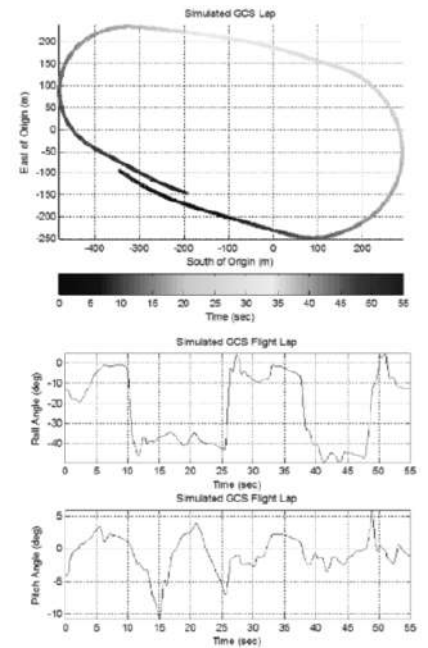 Simulated GCS Lap
East of Origin (m)
200
150
100
50
0
-50
-100
-150
-200
-250
-400 -300 -200 -100 0 100 200
South of Origin (m)
0 5 10 15 20 25 30 35 40 45 50 55
Time (sec)
Simulated GCS Flight Lap
Roll Angle (deg)
0
-10
-20
-30
-40
0 5 10 15 20 25 30 35 40 45 50 55
Time (sec)
Simulated GCS Flight Lap
Pitch Angle (deg)
5
0
-5
-10
0 5 10 15 20 25 30 35 40 45 50 55
Time (sec)